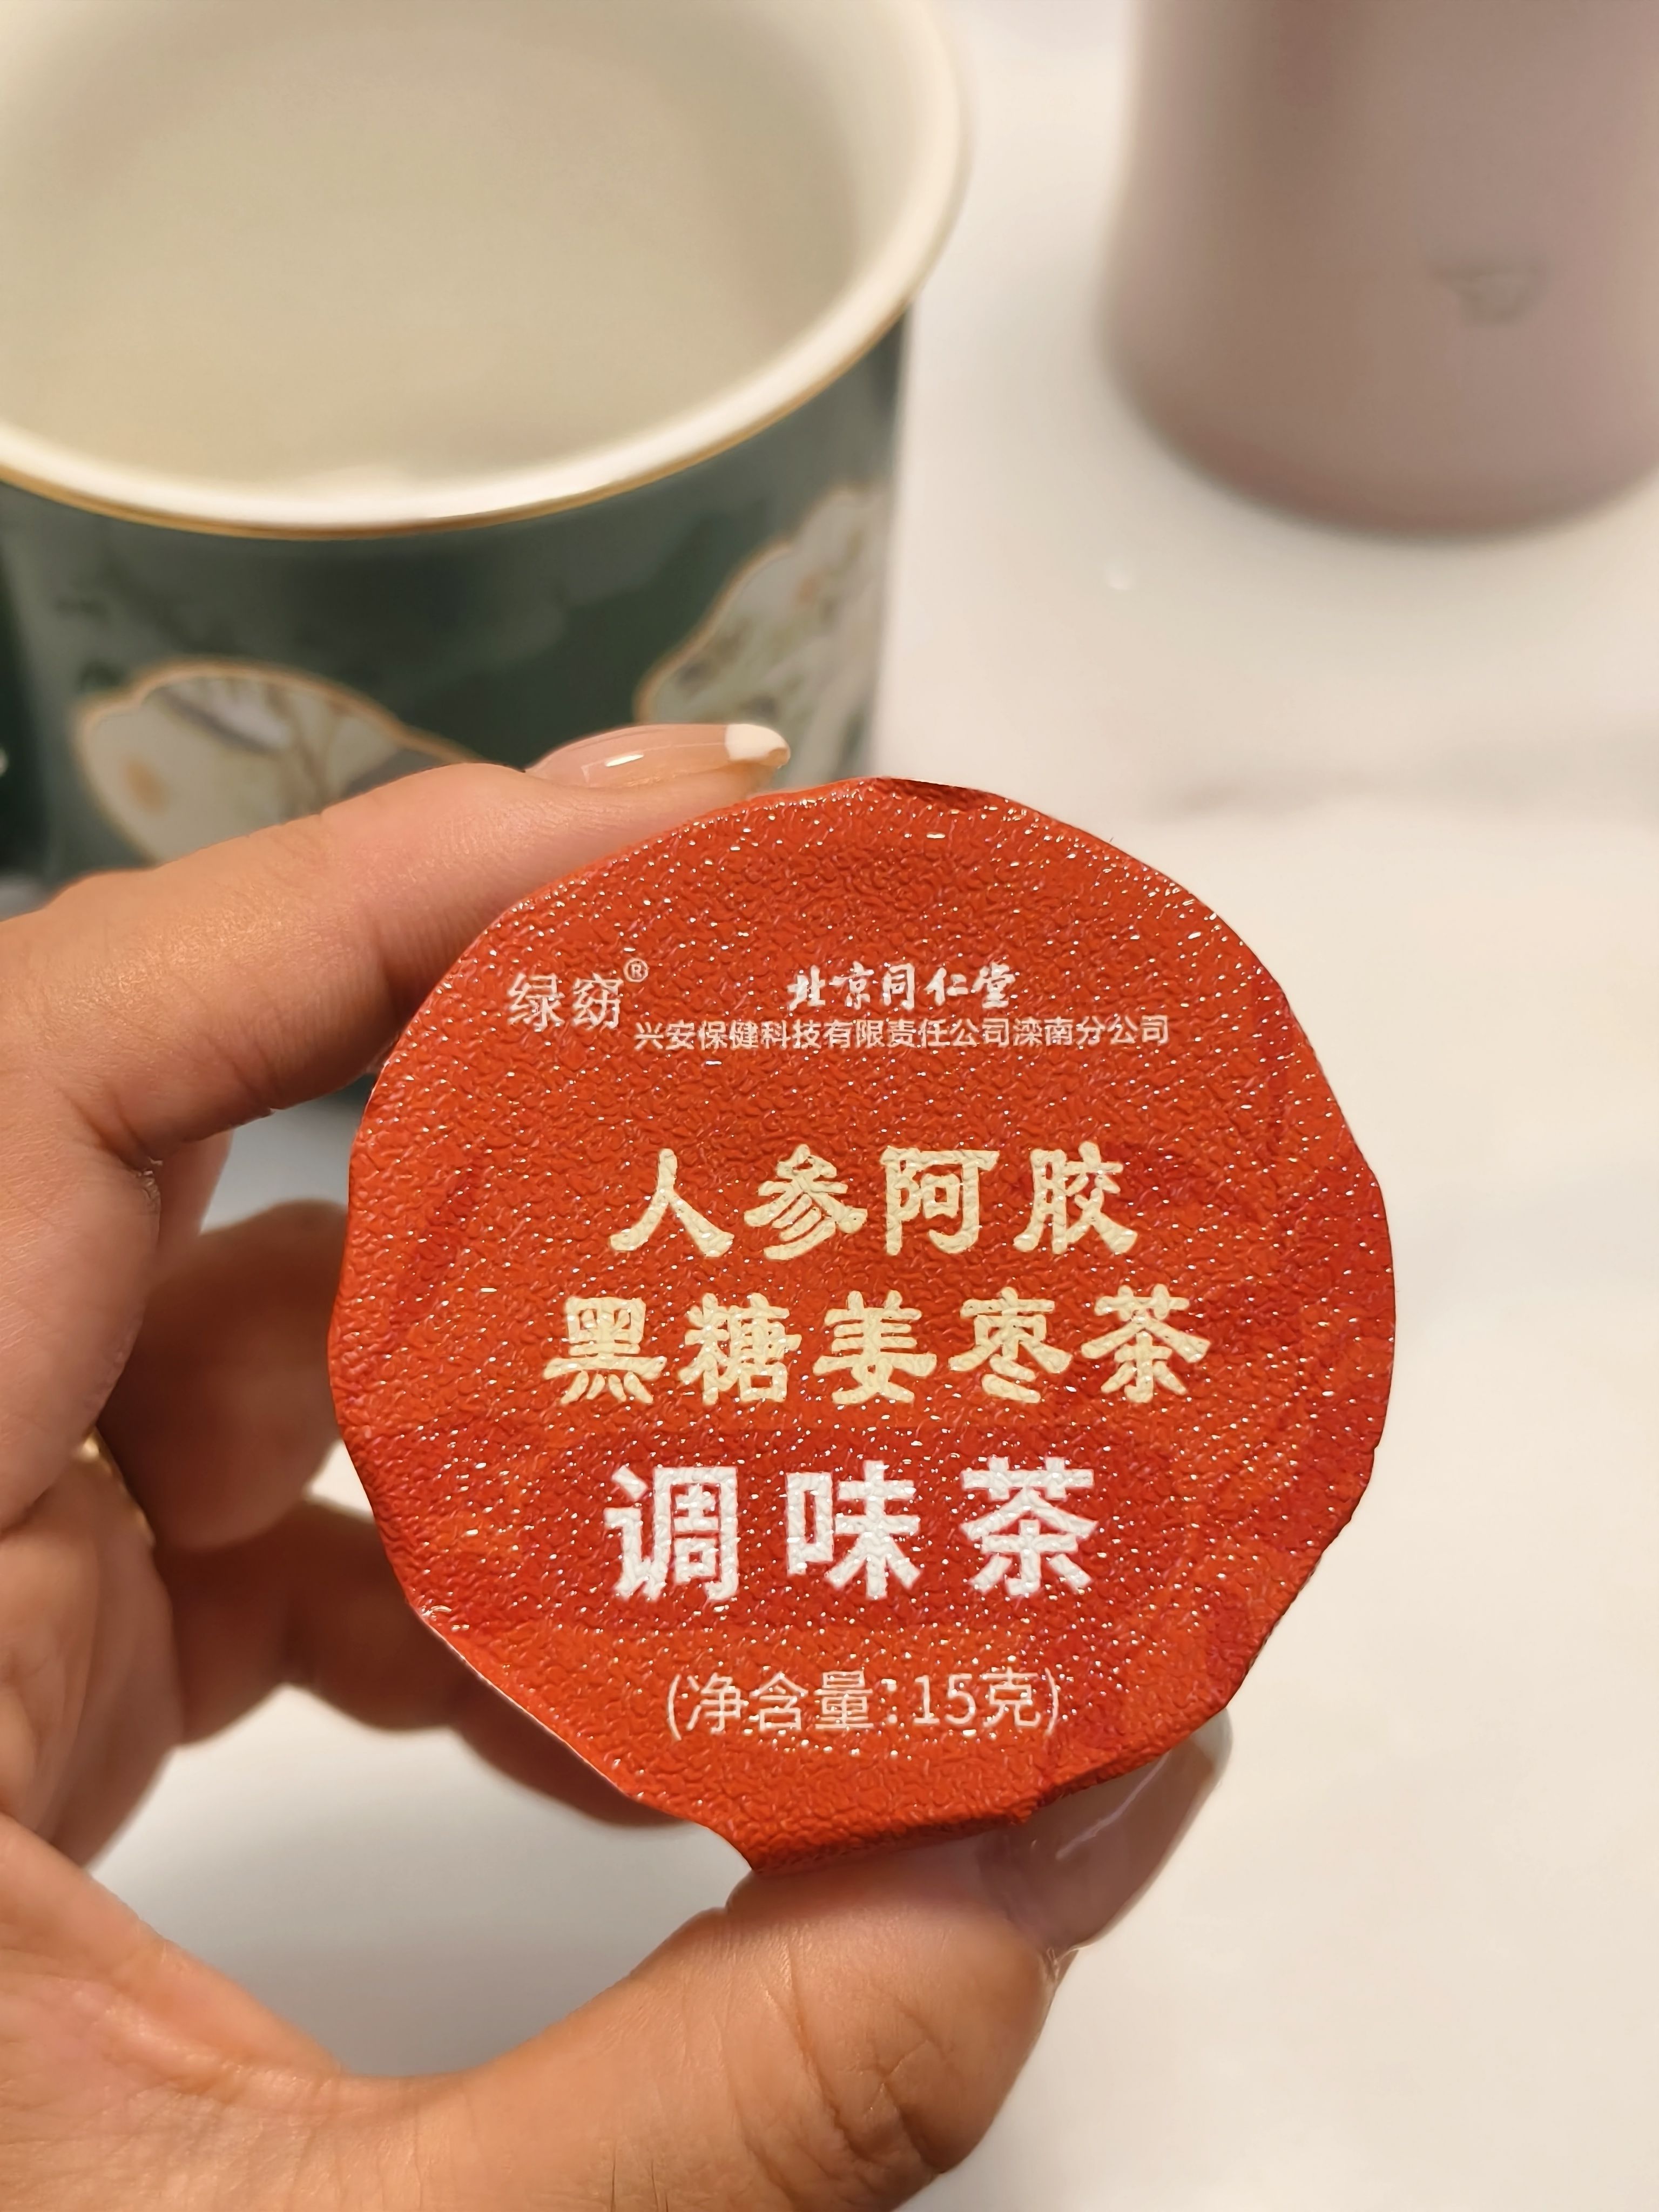 绿窈®
北京同仁堂
兴安保健科技有限责任公司滦南分公司
人参阿胶
黑糖姜枣茶
调味茶
(净含量:15克)